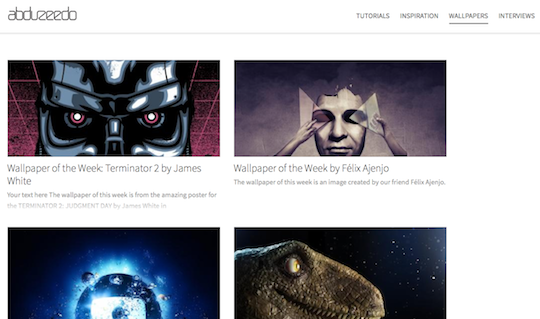 abduzeedo
TUTORIALS INSPIRATION WALLPAPERS INTERVIEWS
Wallpaper of the Week: Terminator 2 by James
White
Your text here The wallpaper of this week is from the amazing poster for
the TERMINATOR 2: JUDGMENT DAY by James White in
Wallpaper of the Week by Félix Ajenjo
The wallpaper of this week is an image created by our friend Félix Ajenjo.